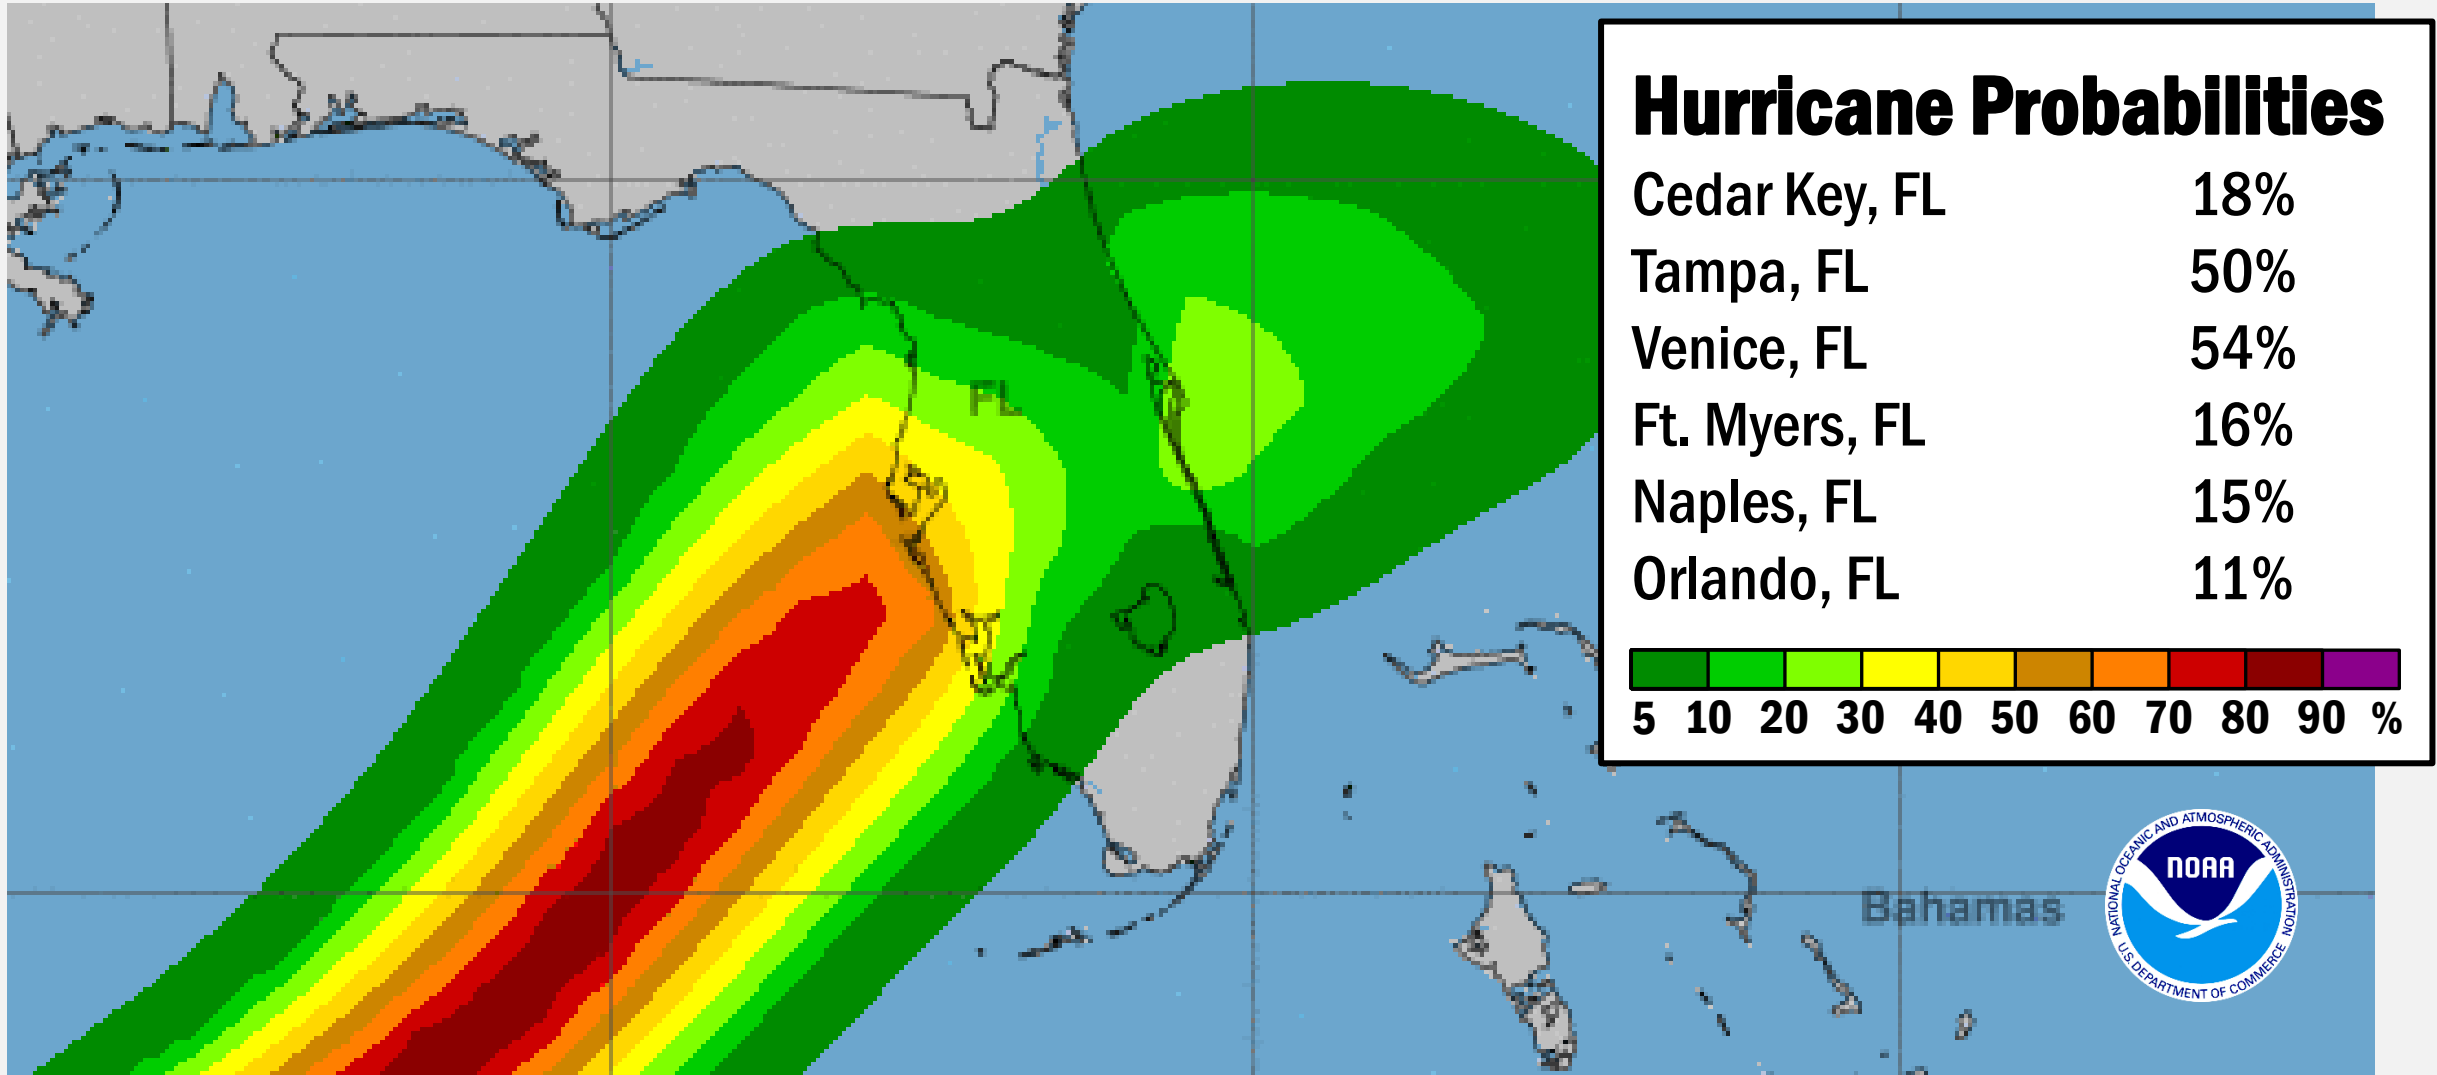 Hurricane Probabilities
Cedar Key, FL 18%
Tampa, FL 50%
Venice, FL 54%
Ft. Myers, FL 16%
Naples, FL 15%
Orlando, FL 11%
5 10 20 30 40 50 60 70 80 90 %
FL
Bahamas
NATIONAL OCEANIC AND ATMOSPHERIC ADMINISTRATION
NOAA
U.S. DEPARTMENT OF COMMERCE